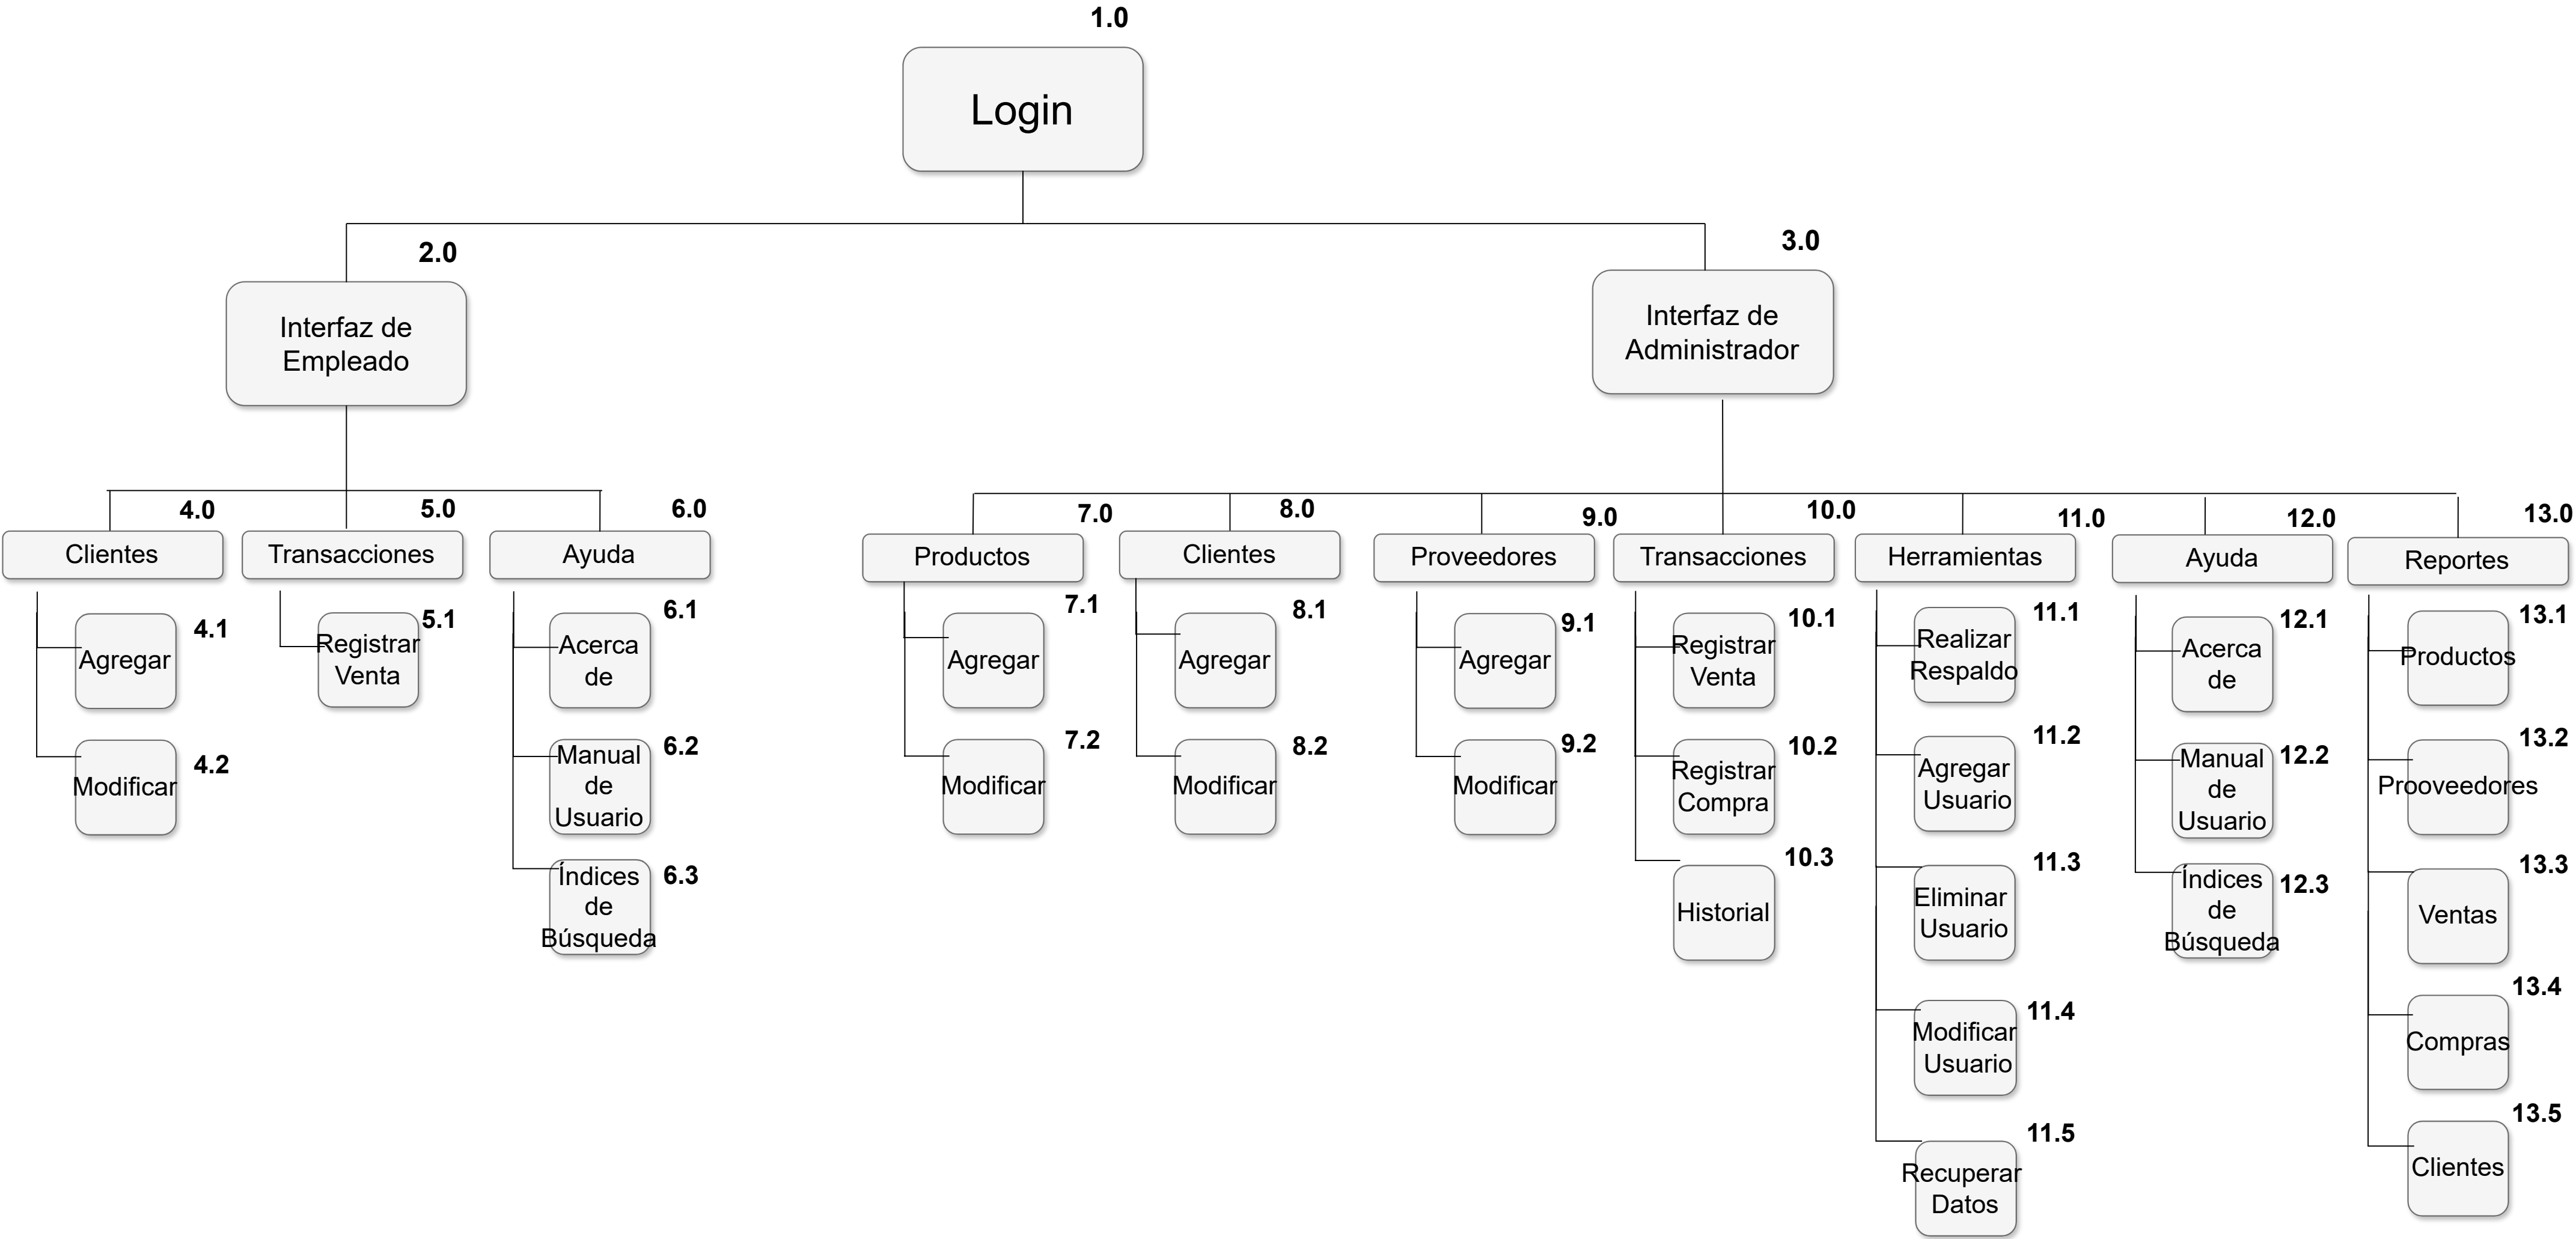 1.0
Login
2.0
Interfaz de
Empleado
3.0
Interfaz de
Administrador
4.0
Clientes
4.1
Agregar
4.2
Modificar
5.0
Transacciones
5.1
Registrar
Venta
6.0
Ayuda
6.1
Acerca
de
6.2
Manual
de
Usuario
6.3
Índices
de
Búsqueda
7.0
Productos
7.1
Agregar
7.2
Modificar
8.0
Clientes
8.1
Agregar
8.2
Modificar
9.0
Proveedores
9.1
Agregar
9.2
Modificar
10.0
Transacciones
10.1
Registrar
Venta
10.2
Registrar
Compra
10.3
Historial
11.0
Herramientas
11.1
Realizar
Respaldo
11.2
Agregar
Usuario
11.3
Eliminar
Usuario
11.4
Modificar
Usuario
11.5
Recuperar
Datos
12.0
Ayuda
12.1
Acerca
de
12.2
Manual
de
Usuario
12.3
Índices
de
Búsqueda
13.0
Reportes
13.1
Productos
13.2
Prooveedores
13.3
Ventas
13.4
Compras
13.5
Clientes